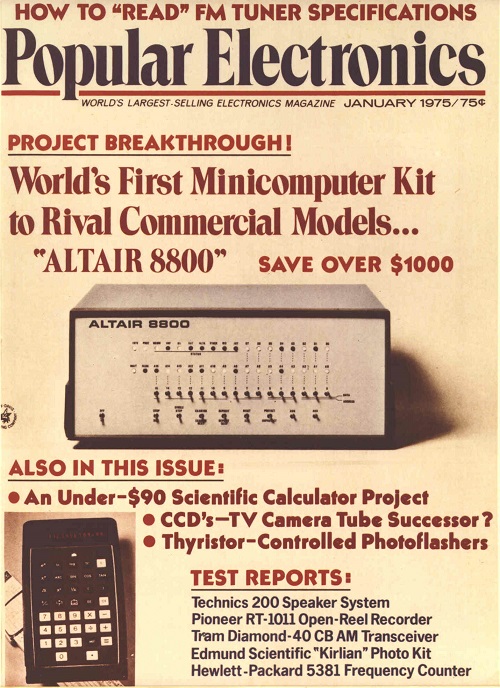 HOW TO "READ" FM TUNER SPECIFICATIONS
Popular Electronics
WORLD'S LARGEST-SELLING ELECTRONICS MAGAZINE JANUARY 1975/75¢
PROJECT BREAKTHROUGH!
World's First Minicomputer Kit
to Rival Commercial Models...
"ALTAIR 8800" SAVE OVER $1000
ALTAIR 8800
ALSO IN THIS ISSUE:
● An Under-$90 Scientific Calculator Project
● CCD's-TV Camera Tube Successor?
● Thyristor-Controlled Photoflashers
TEST REPORTS:
Technics 200 Speaker System
Pioneer RT-1011 Open-Reel Recorder
Tram Diamond-40 CB AM Transceiver
Edmund Scientific "Kirlian" Photo Kit
Hewlett-Packard 5381 Frequency Counter